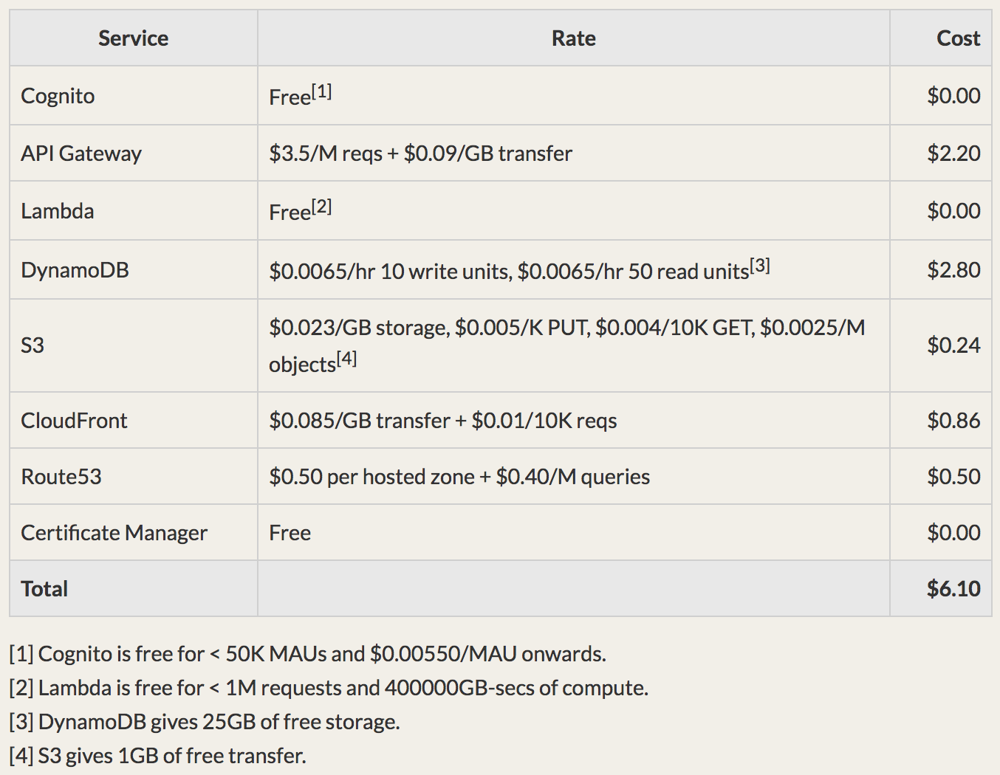 Service Rate Cost
Cognito Free[1] $0.00
API Gateway $3.5/M reqs + $0.09/GB transfer $2.20
Lambda Free[2] $0.00
DynamoDB $0.0065/hr 10 write units, $0.0065/hr 50 read units[3] $2.80
S3 $0.023/GB storage, $0.005/K PUT, $0.004/10K GET, $0.0025/M
objects[4] $0.24
CloudFront $0.085/GB transfer + $0.01/10K reqs $0.86
Route53 $0.50 per hosted zone + $0.40/M queries $0.50
Certificate Manager Free $0.00
Total $6.10
[1] Cognito is free for < 50K MAUs and $0.00550/MAU onwards.
[2] Lambda is free for < 1M requests and 400000GB-secs of compute.
[3] DynamoDB gives 25GB of free storage.
[4] S3 gives 1GB of free transfer.